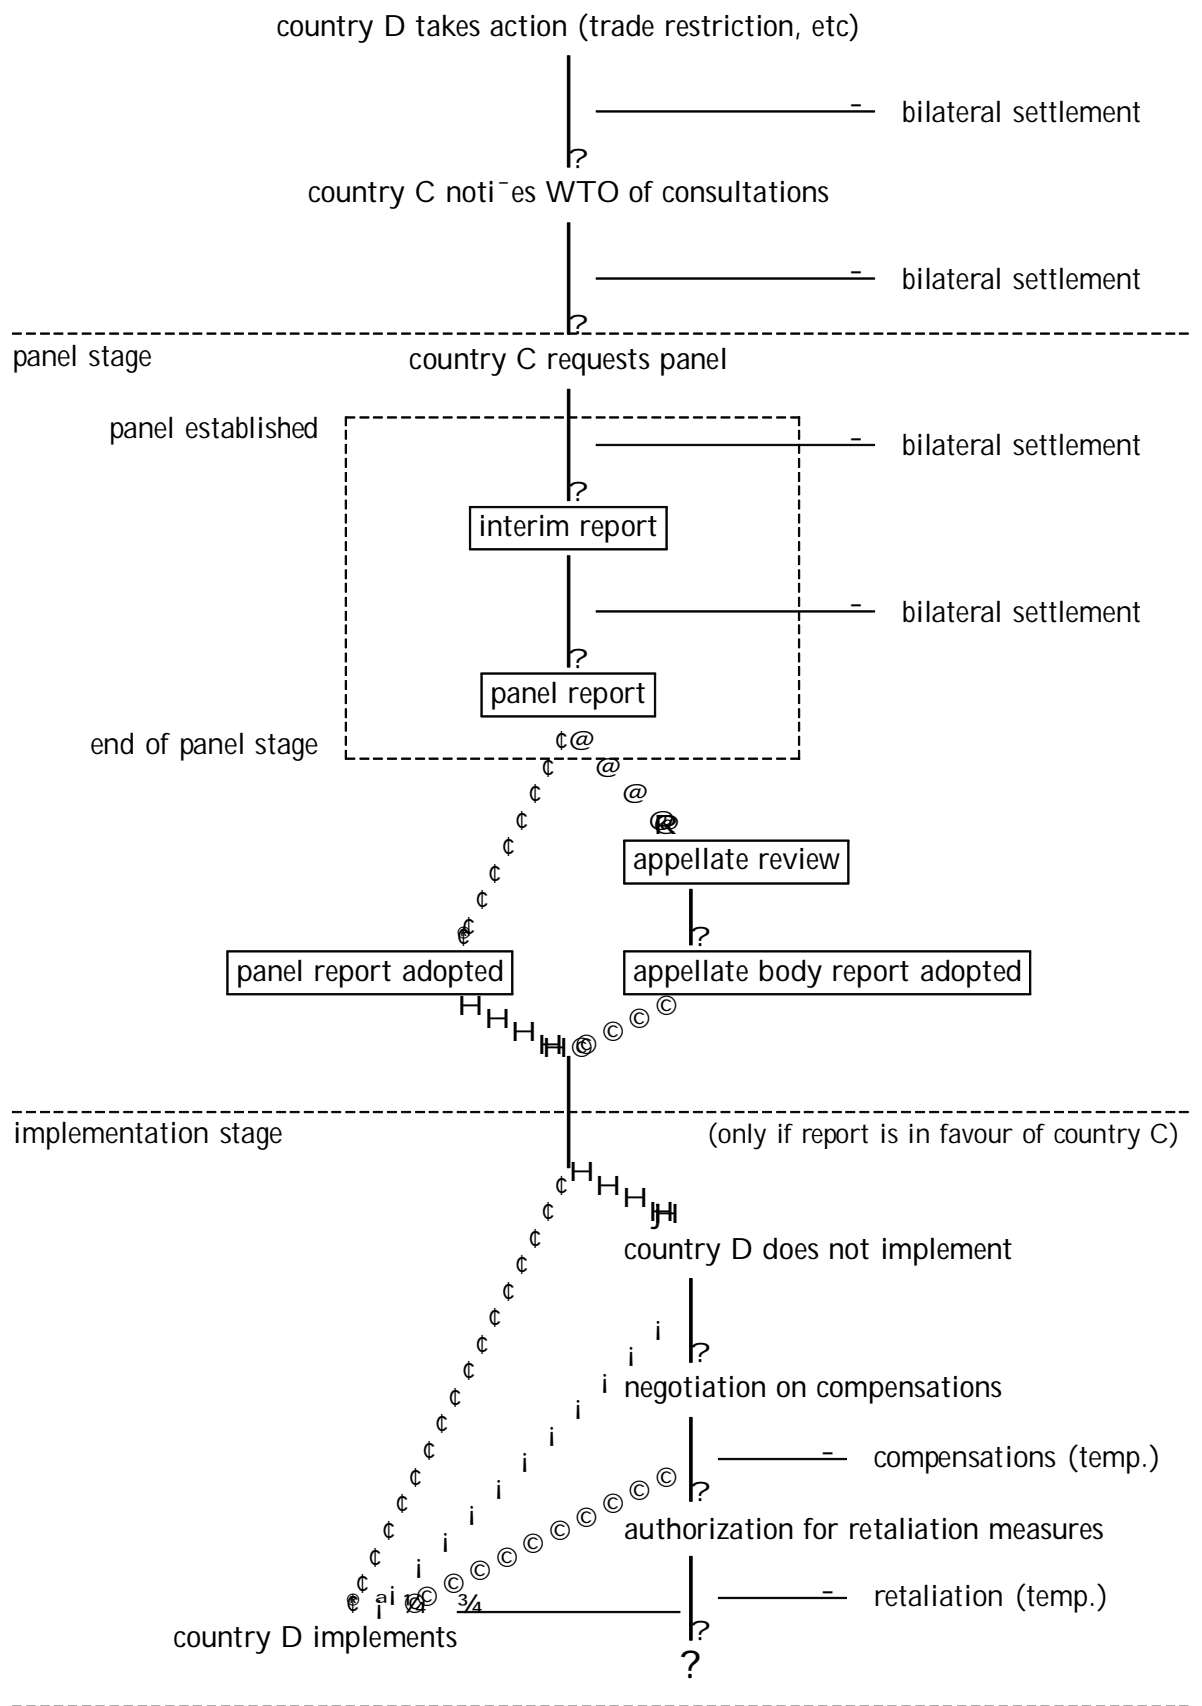 country D takes action (trade restriction, etc)
bilateral settlement
country C noti¯es WTO of consultations
bilateral settlement
panel stage
country C requests panel
panel established
bilateral settlement
interim report
bilateral settlement
panel report
end of panel stage
appellate review
panel report adopted
appellate body report adopted
implementation stage
(only if report is in favour of country C)
country D does not implement
negotiation on compensations
compensations (temp.)
authorization for retaliation measures
retaliation (temp.)
country D implements
?